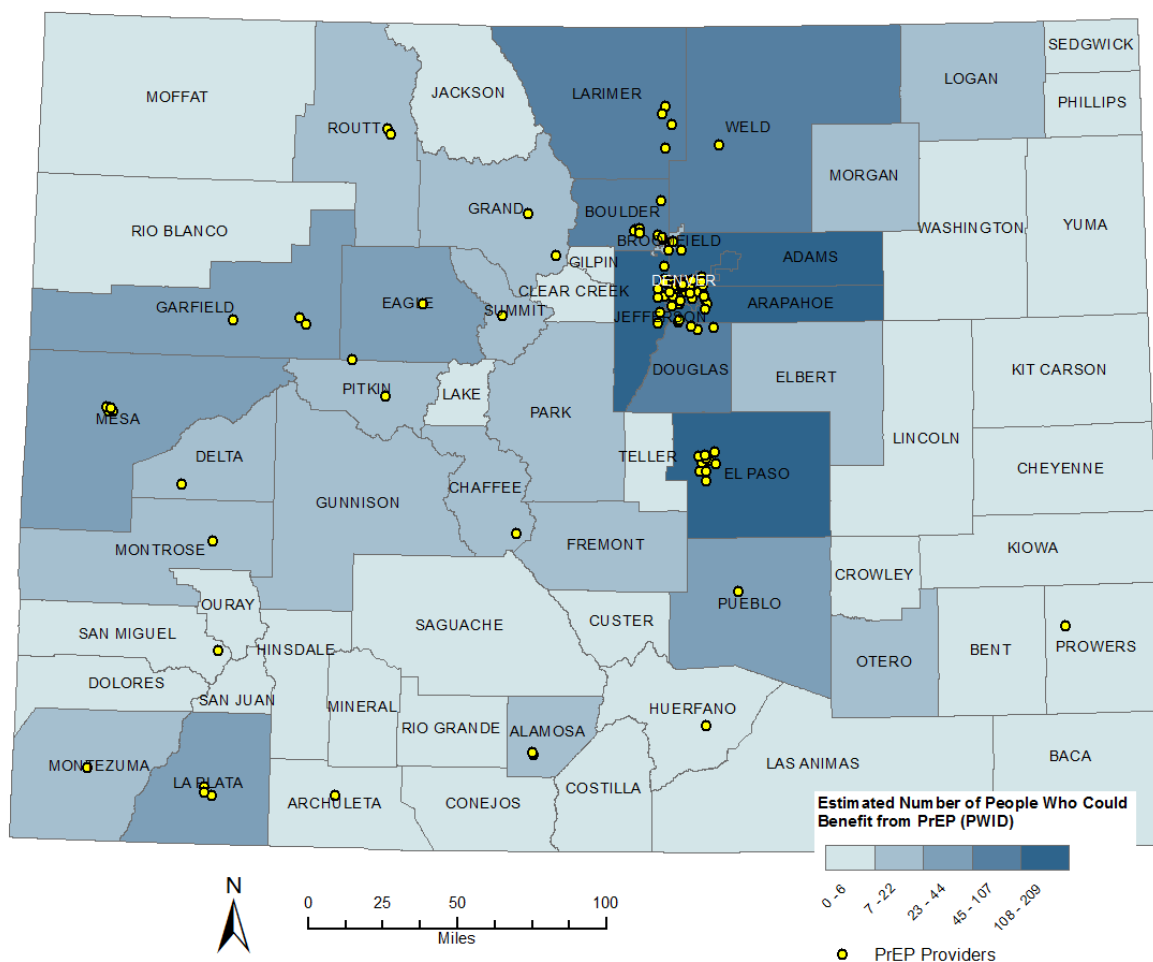 SEDGWICK
LOGAN
PHILLIPS
MOFFAT
JACKSON
LARIMER
ROUTT
WELD
MORGAN
GRAND
BOULDER
WASHINGTON
YUMA
RIO BLANCO
BROOMFIELD
GILPIN
ADAMS
DENVER
CLEAR CREEK
GARFIELD
EAGLE
SUMMIT
ARAPAHOE
JEFFERSON
DOUGLAS
ELBERT
KIT CARSON
PITKIN
LAKE
PARK
MESA
LINCOLN
DELTA
TELLER
EL PASO
CHEYENNE
GUNNISON
CHAFFEE
MONTROSE
FREMONT
KIOWA
CROWLEY
OURAY
PUEBLO
SAN MIGUEL
SAGUACHE
CUSTER
HINSDALE
OTERO
BENT
PROWERS
DOLORES
SAN JUAN
MINERAL
HUERFANO
RIO GRANDE
ALAMOSA
MONTEZUMA
LA PLATA
LAS ANIMAS
BACA
ARCHULETA
CONEJOS
COSTILLA
Estimated Number of People Who Could
Benefit from PrEP (PWID)
0 - 6
7 - 22
23 - 44
45 - 107
108 - 209
PrEP Providers
N
0 25 50 100
Miles